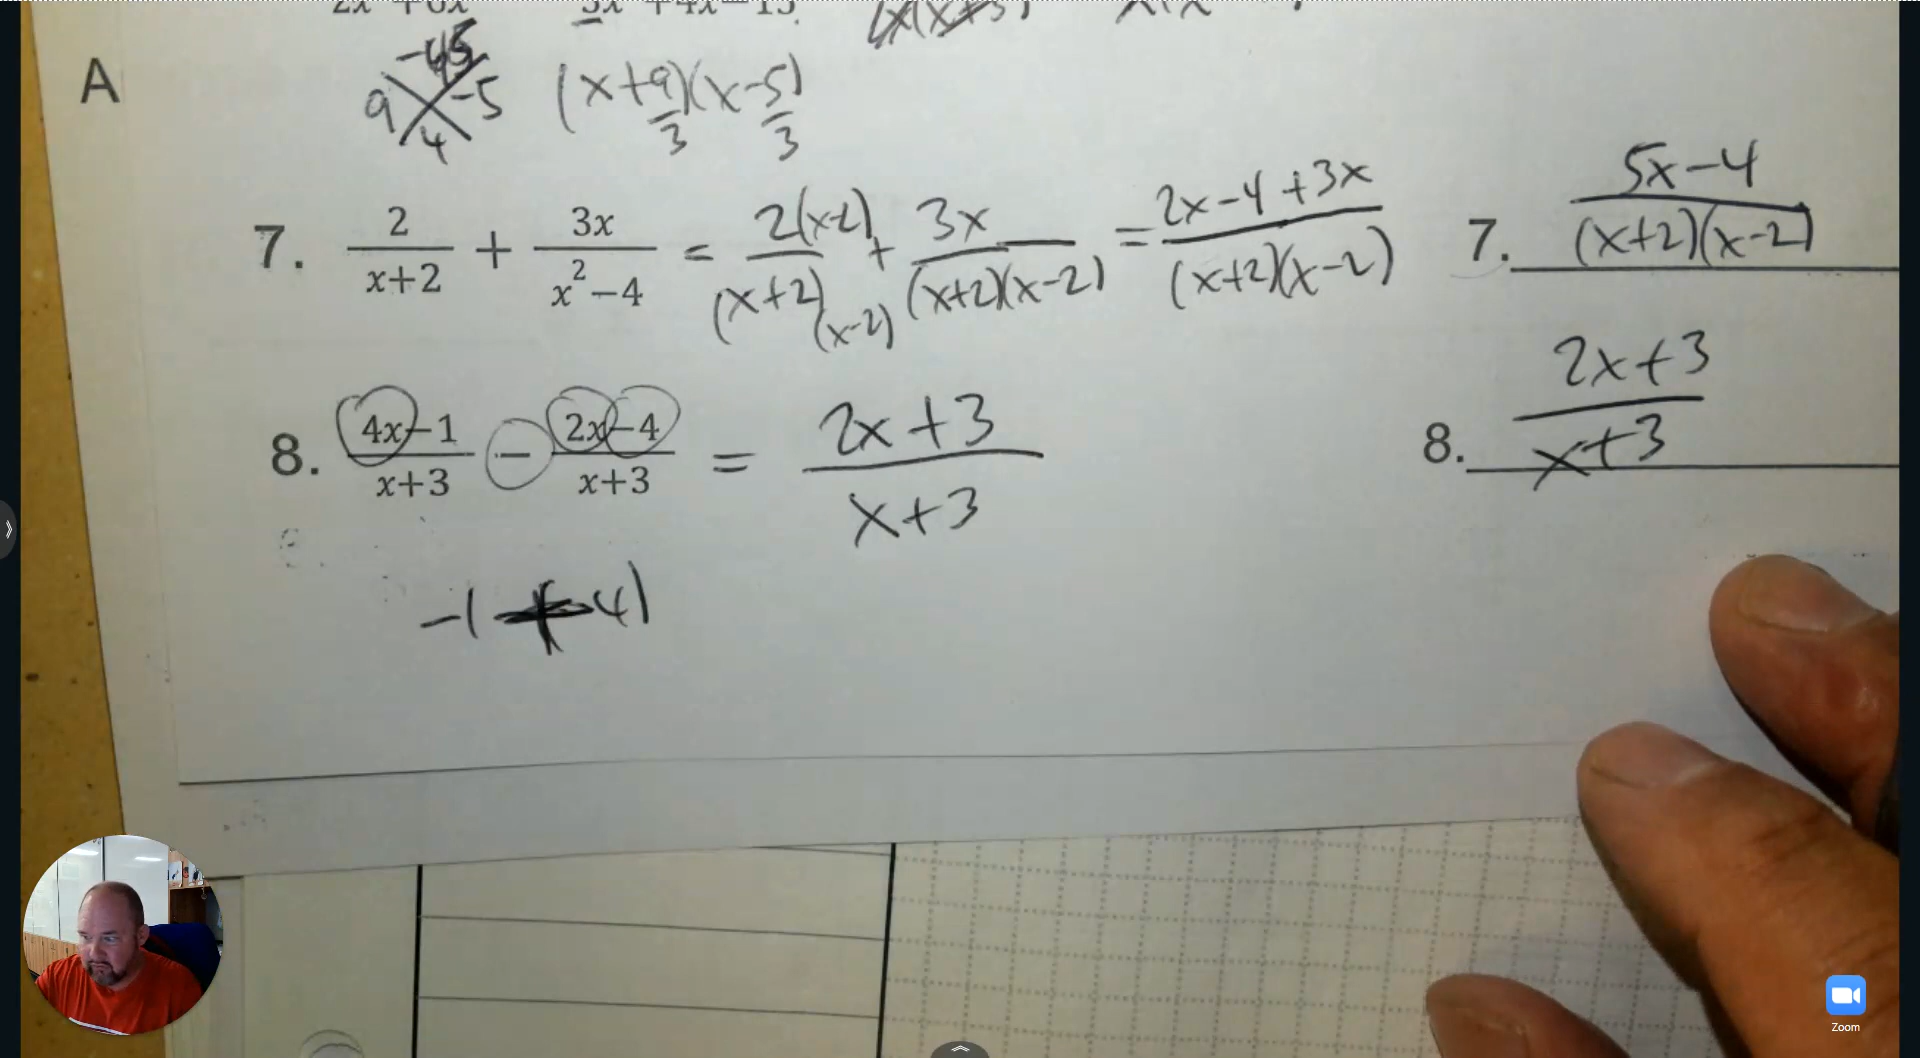 A
-45
9 -5
4
(x+9/3)(x-5/3)
7. 2/(x+2) + 3x/(x²-4) = 2(x-2)/(x+2)(x-2) + 3x/(x+2)(x-2) = 2x-4+3x/(x+2)(x-2) 7. 5x-4/(x+2)(x-2)
8. 4x-1/x+3 - 2x-4/x+3 = 2x+3/x+3 8. 2x+3/x+3
-1 + 4)
Zoom